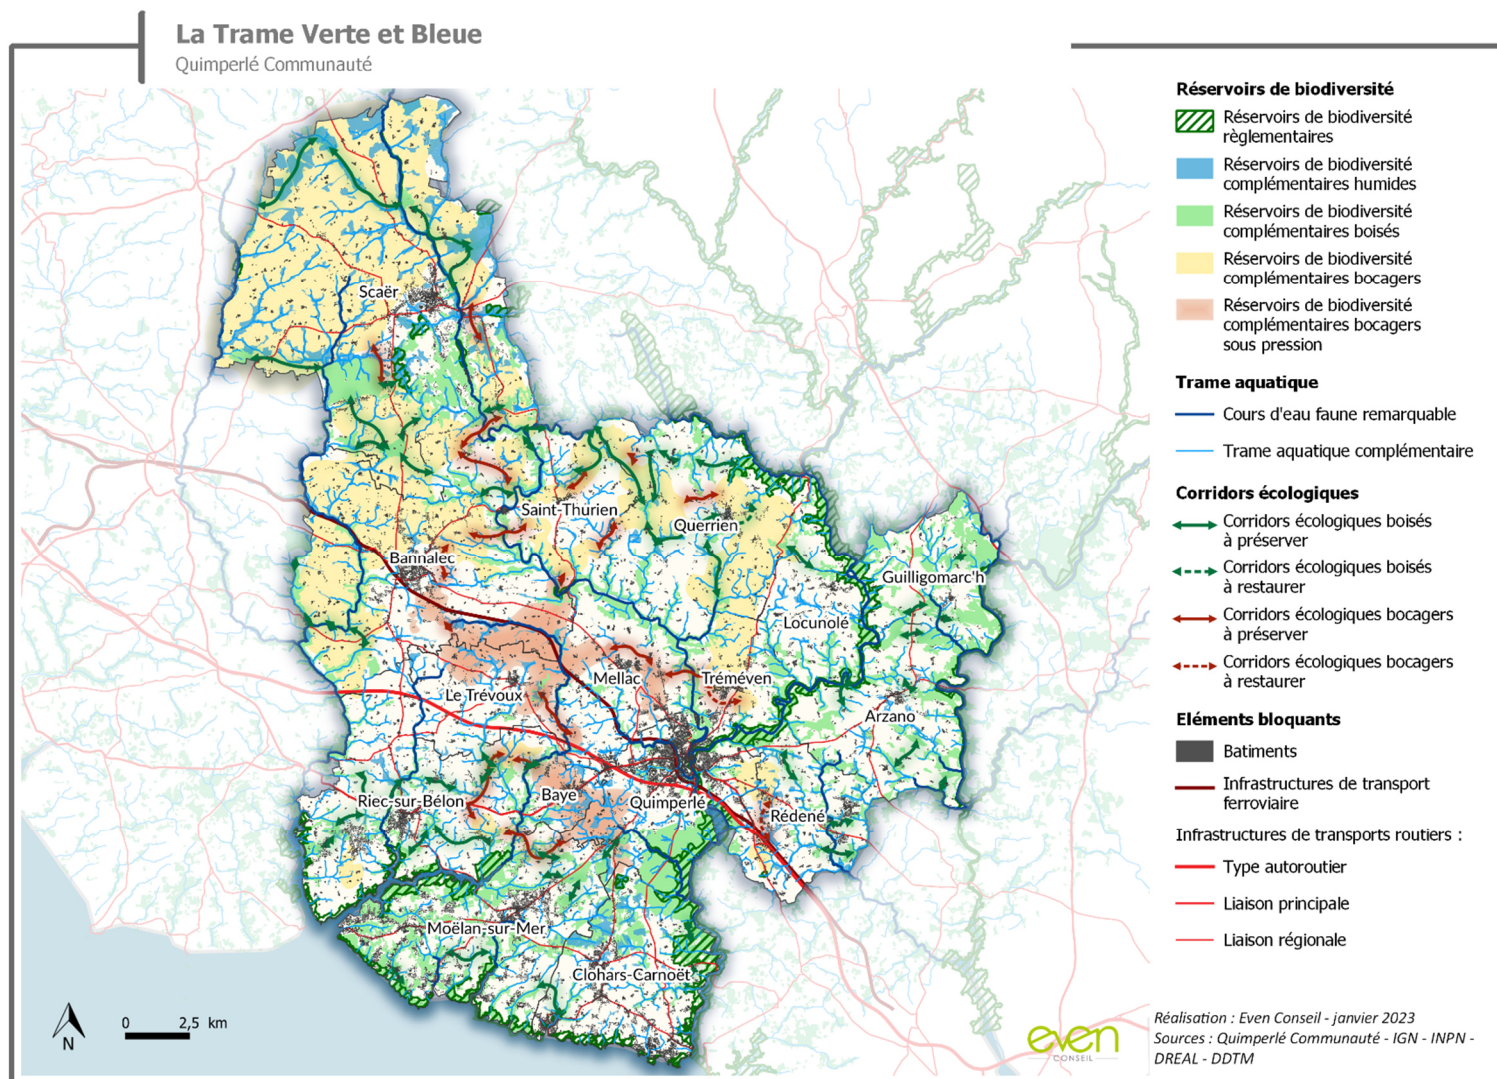 La Trame Verte et Bleue
Quimperlé Communauté
Réservoirs de biodiversité
Réservoirs de biodiversité
règlementaires
Réservoirs de biodiversité
complémentaires humides
Réservoirs de biodiversité
complémentaires boisés
Réservoirs de biodiversité
complémentaires bocagers
Réservoirs de biodiversité
complémentaires bocagers
sous pression
Trame aquatique
Cours d'eau faune remarquable
Trame aquatique complémentaire
Corridors écologiques
Corridors écologiques boisés
à préserver
Corridors écologiques boisés
à restaurer
Corridors écologiques bocagers
à préserver
Corridors écologiques bocagers
à restaurer
Eléments bloquants
Batiments
Infrastructures de transport
ferroviaire
Infrastructures de transports routiers :
Type autoroutier
Liaison principale
Liaison régionale
Scaër
Saint-Thurien
Querrien
Bannalec
Guilligomarc'h
Locunolé
Mellac
Tréméven
Le Trévoux
Arzano
Baye
Riec-sur-Bélon
Quimperlé
Rédené
Moëlan-sur-Mer
Clohars-Carnoët
N
0 2,5 km
even
CONSEIL
Réalisation : Even Conseil - janvier 2023
Sources : Quimperlé Communauté - IGN - INPN -
DREAL - DDTM